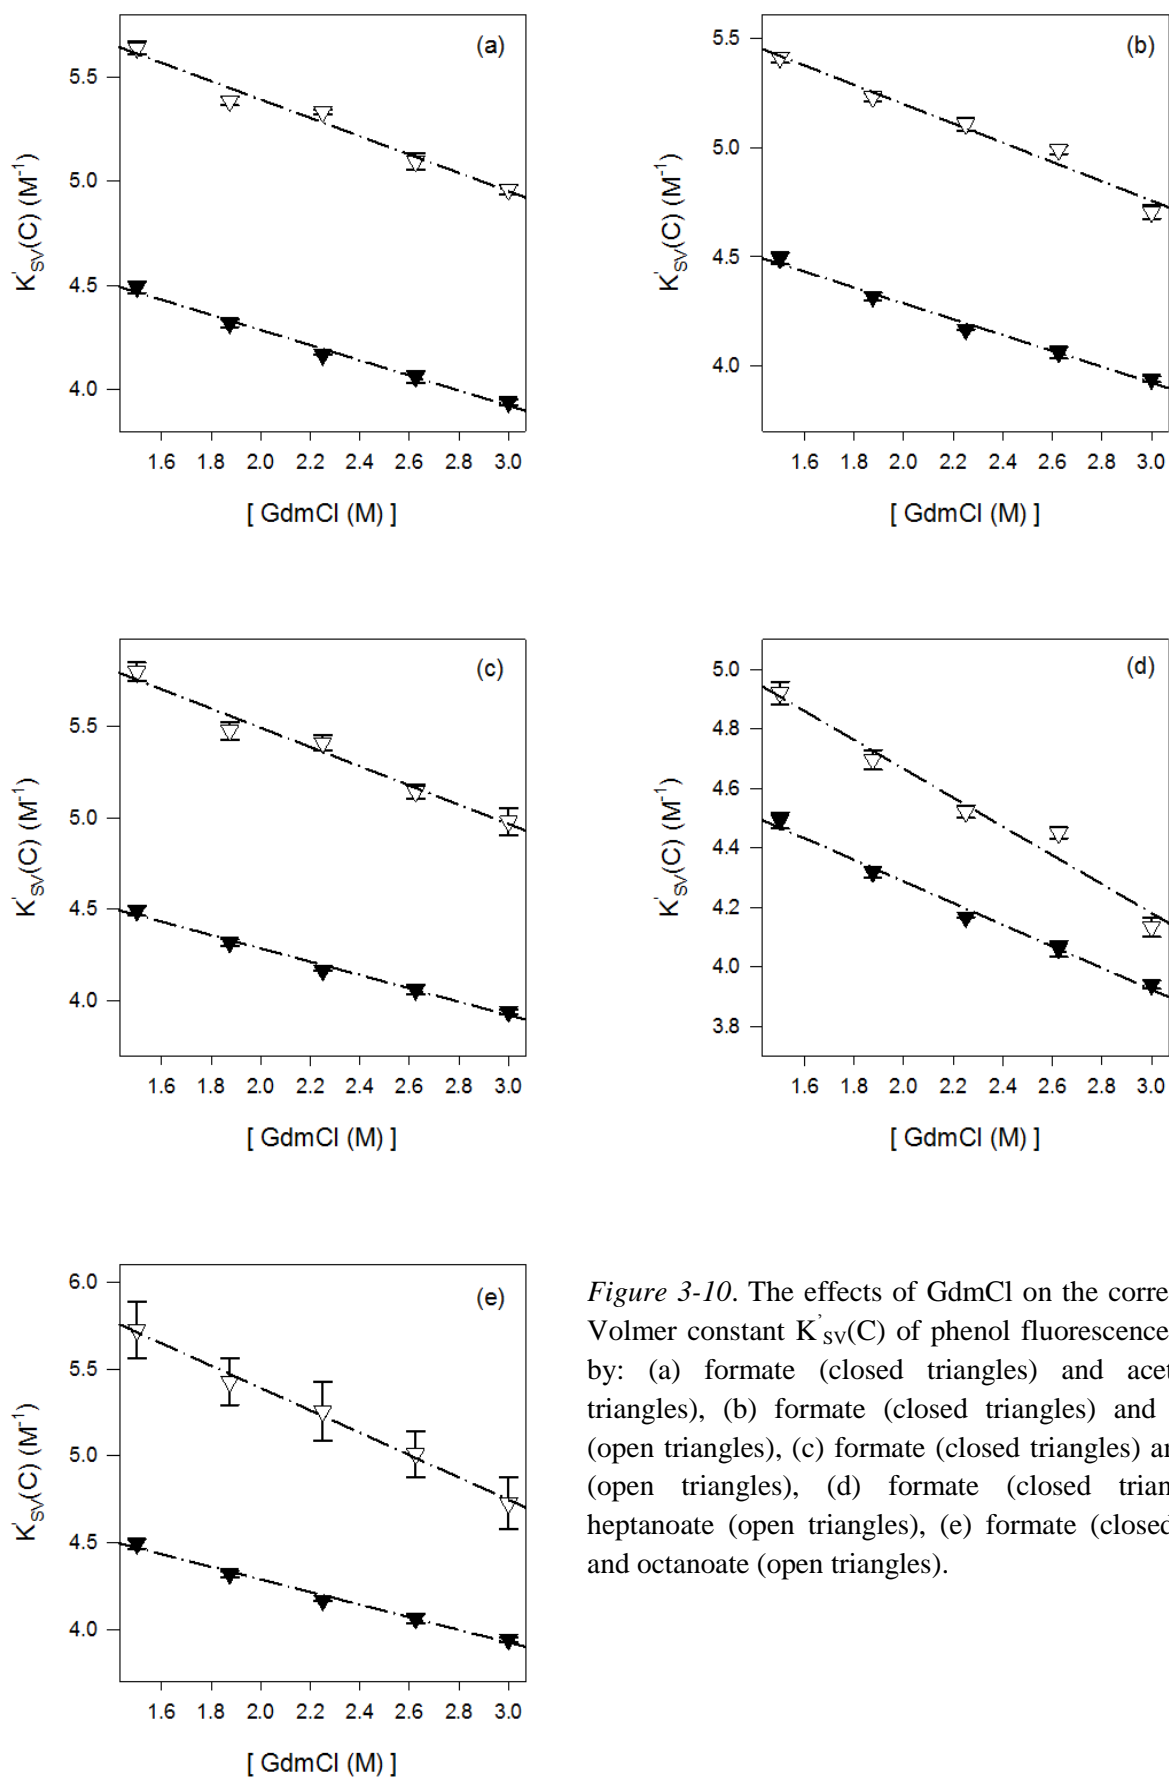 (a)
5.5
5.0
4.5
4.0
K'SV(C) (M-1)
1.6 1.8 2.0 2.2 2.4 2.6 2.8 3.0
[ GdmCl (M) ]
(b)
5.5
5.0
4.5
4.0
K'SV(C) (M-1)
1.6 1.8 2.0 2.2 2.4 2.6 2.8 3.0
[ GdmCl (M) ]
(c)
5.5
5.0
4.5
4.0
K'SV(C) (M-1)
1.6 1.8 2.0 2.2 2.4 2.6 2.8 3.0
[ GdmCl (M) ]
(d)
5.0
4.8
4.6
4.4
4.2
4.0
3.8
K'SV(C) (M-1)
1.6 1.8 2.0 2.2 2.4 2.6 2.8 3.0
[ GdmCl (M) ]
(e)
6.0
5.5
5.0
4.5
4.0
K'SV(C) (M-1)
1.6 1.8 2.0 2.2 2.4 2.6 2.8 3.0
[ GdmCl (M) ]
Figure 3-10. The effects of GdmCl on the corre
Volmer constant K'SV(C) of phenol fluorescence
by: (a) formate (closed triangles) and acet
triangles), (b) formate (closed triangles) and
(open triangles), (c) formate (closed triangles) a
(open triangles), (d) formate (closed trian
heptanoate (open triangles), (e) formate (closed
and octanoate (open triangles).